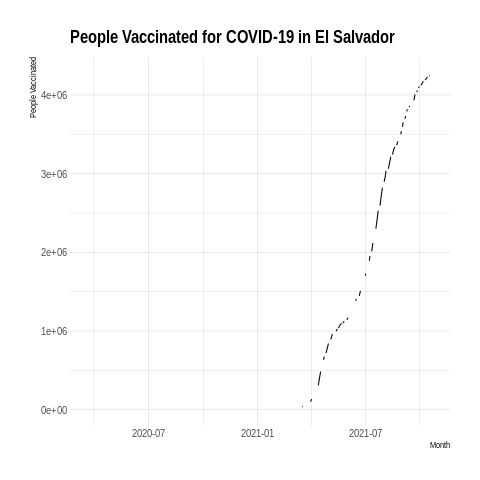 People Vaccinated for COVID-19 in El Salvador
People Vaccinated
4e+06
3e+06
2e+06
1e+06
0e+00
2020-07
2021-01
2021-07
Month